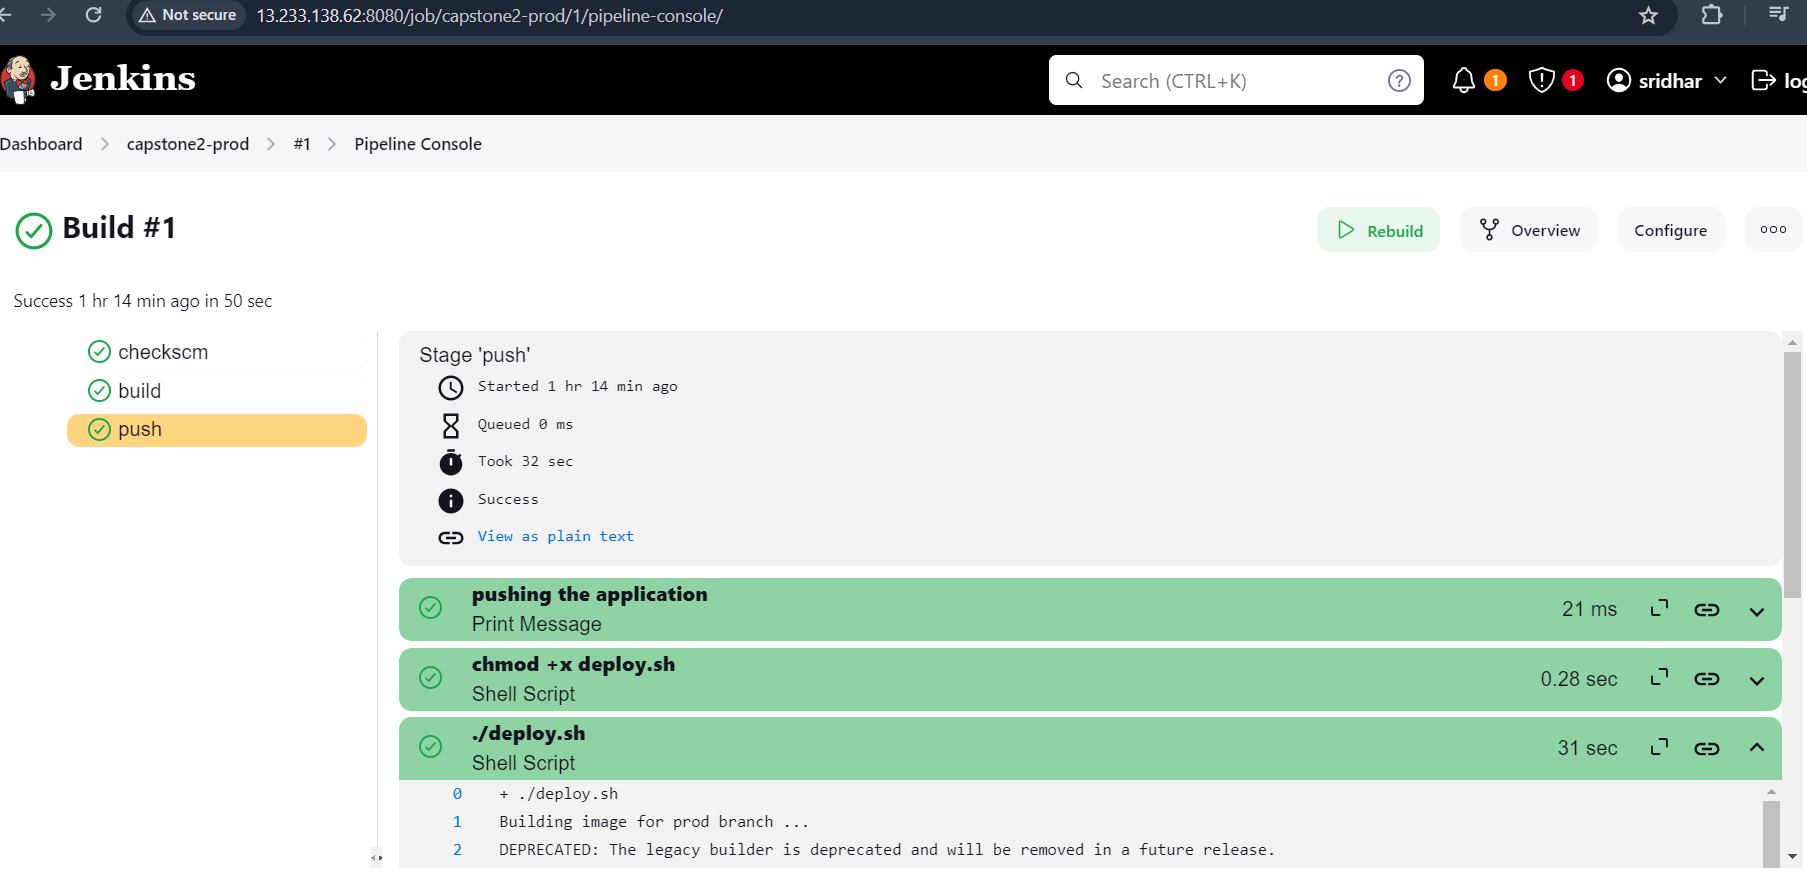 Not secure 13.233.138.62:8080/job/capstone2-prod/1/pipeline-console/
Jenkins
Search (CTRL+K) ?
1
1
sridhar
log
Dashboard capstone2-prod #1 Pipeline Console
Build #1
Rebuild Overview Configure
Success 1 hr 14 min ago in 50 sec
checkscm
build
push
Stage 'push'
Started 1 hr 14 min ago
Queued 0 ms
Took 32 sec
Success
View as plain text
pushing the application
Print Message
21 ms
chmod +x deploy.sh
Shell Script
0.28 sec
./deploy.sh
Shell Script
31 sec
0 + ./deploy.sh
1 Building image for prod branch ...
2 DEPRECATED: The legacy builder is deprecated and will be removed in a future release.